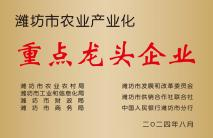 潍坊市农业产业化
重点龙头企业
潍坊市农业农村局
潍坊市工业和信息化局
潍坊市财政局
潍坊市商务局
潍坊市发展和改革委员会
潍坊市供销合作社联合社
中国人民银行潍坊市分行
二〇二四年八月